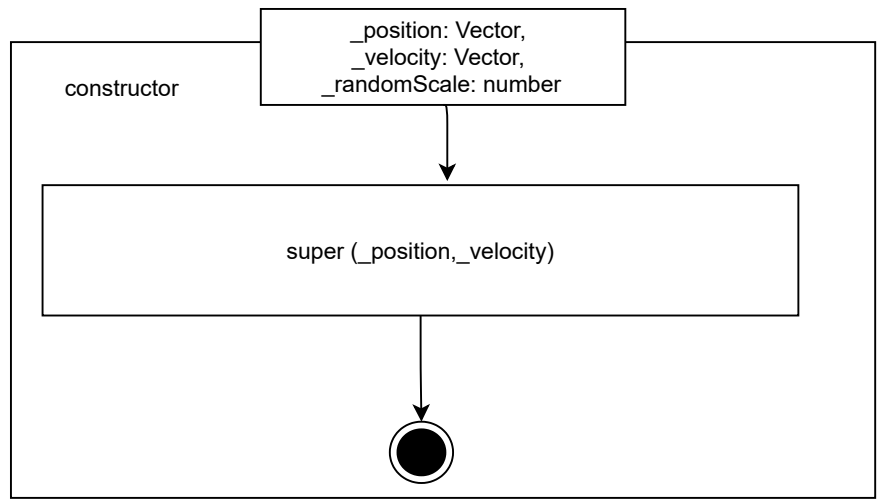 _position: Vector,
_velocity: Vector,
_randomScale: number
constructor
super (_position,_velocity)